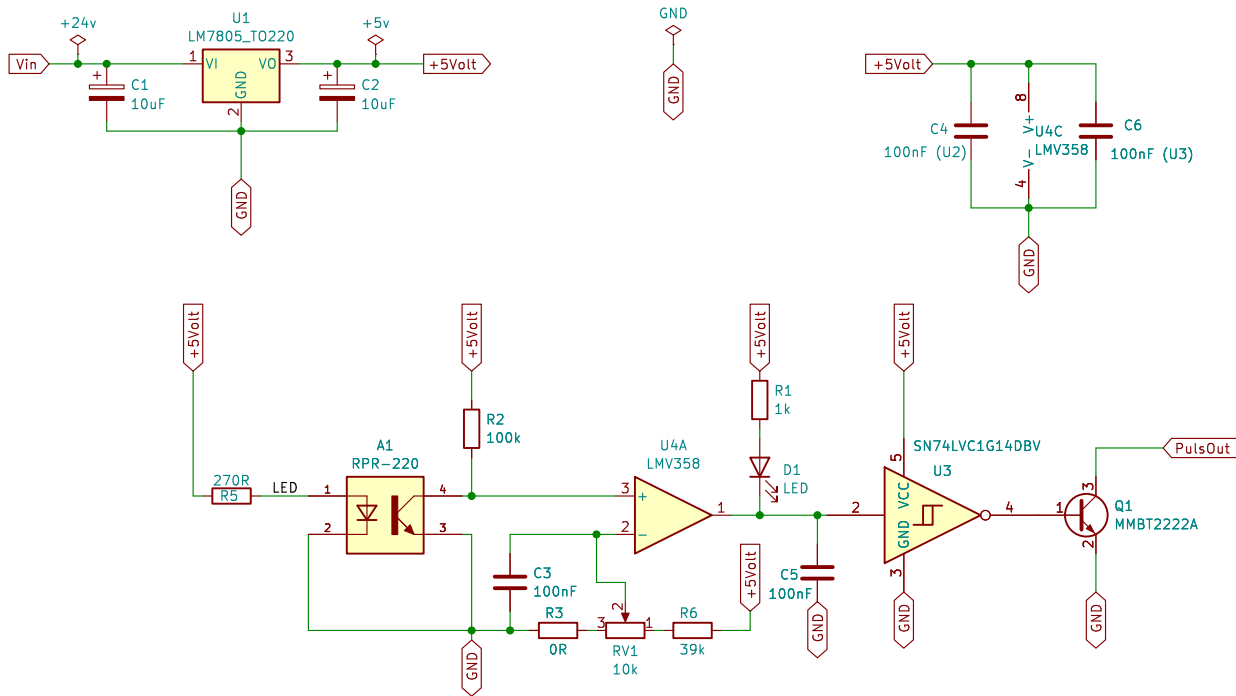 +24v
U1
LM7805_TO220
+5v
Vin
1
VI
VO
3
GND
2
+5Volt
+
C1
10uF
+
C2
10uF
GND
GND
GND
+5Volt
8
V+
C4
100nF (U2)
U4C
LMV358
C6
100nF (U3)
V-
4
GND
+5Volt
+5Volt
+5Volt
+5Volt
R1
1k
R2
100k
A1
RPR-220
U4A
LMV358
SN74LVC1G14DBV
U3
PulsOut
270R
R5
LED
1
2
4
3
3
+
2
-
1
D1
LED
5
VCC
GND
2
4
3
1
3
2
Q1
MMBT2222A
C3
100nF
C5
100nF
+5Volt
R3
0R
3
2
1
RV1
10k
R6
39k
GND
GND
GND
GND